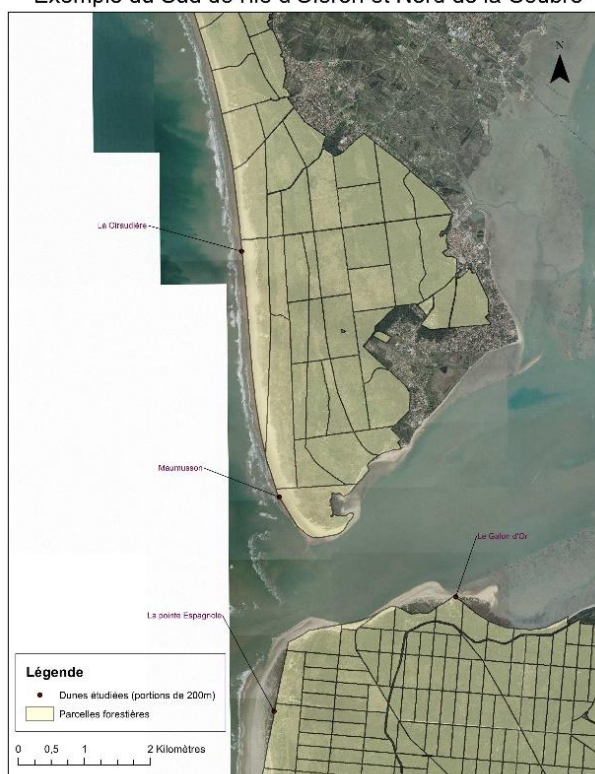 Exemple du Sud de l'île d'Oléron et Nord de la Coubre
N
La Giraudière
Maumusson
Le Galon d'Or
La pointe Espagnole
Légende
Dunes étudiées (portions de 200m)
Parcelles forestières
0 0,5 1 2 Kilomètres